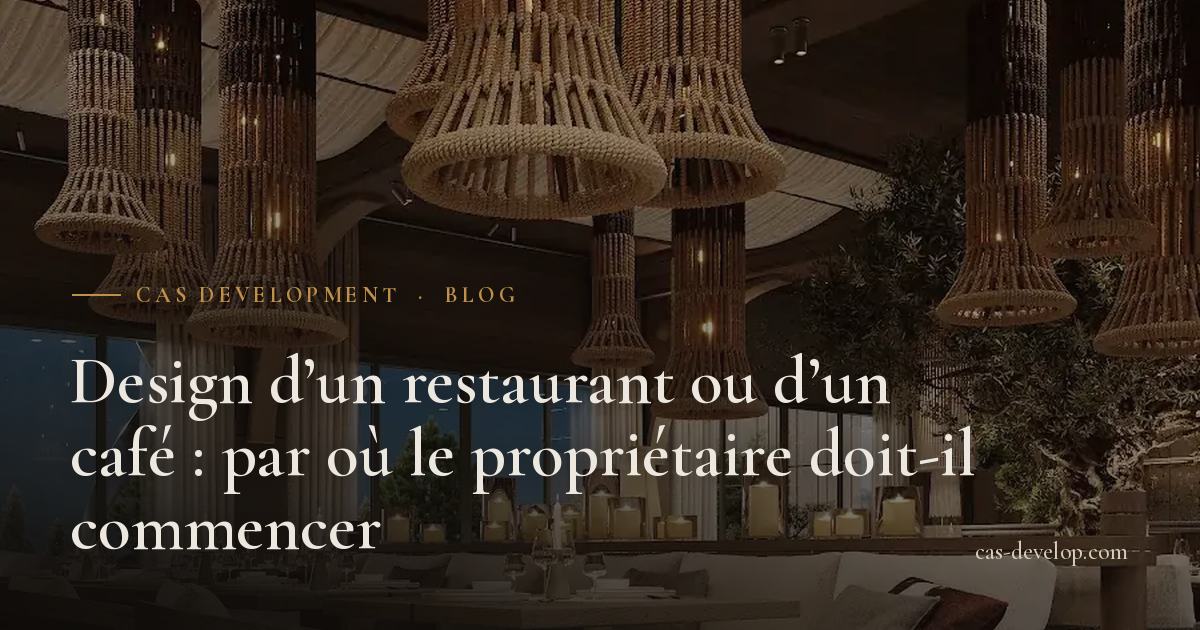 CAS DEVELOPMENT · BLOG
Design d’un restaurant ou d’un
café : par où le propriétaire doit-il
commencer
cas-develop.com